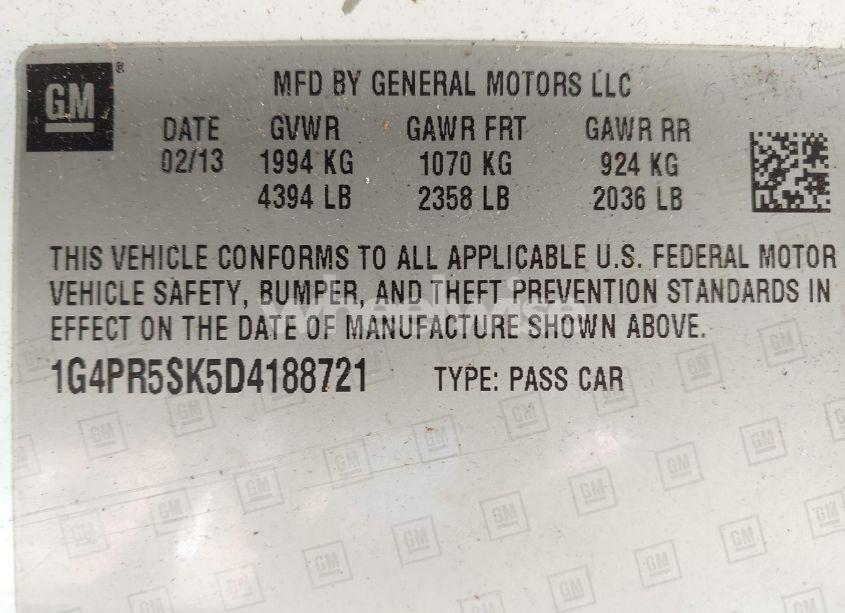 GM®
MFD BY GENERAL MOTORS LLC
DATE GVWR GAWR FRT GAWR RR
02/13 1994 KG 1070 KG 924 KG
4394 LB 2358 LB 2036 LB
THIS VEHICLE CONFORMS TO ALL APPLICABLE U.S. FEDERAL MOTOR
VEHICLE SAFETY, BUMPER, AND THEFT PREVENTION STANDARDS IN
EFFECT ON THE DATE OF MANUFACTURE SHOWN ABOVE.
1G4PR5SK5D4188721 TYPE: PASS CAR